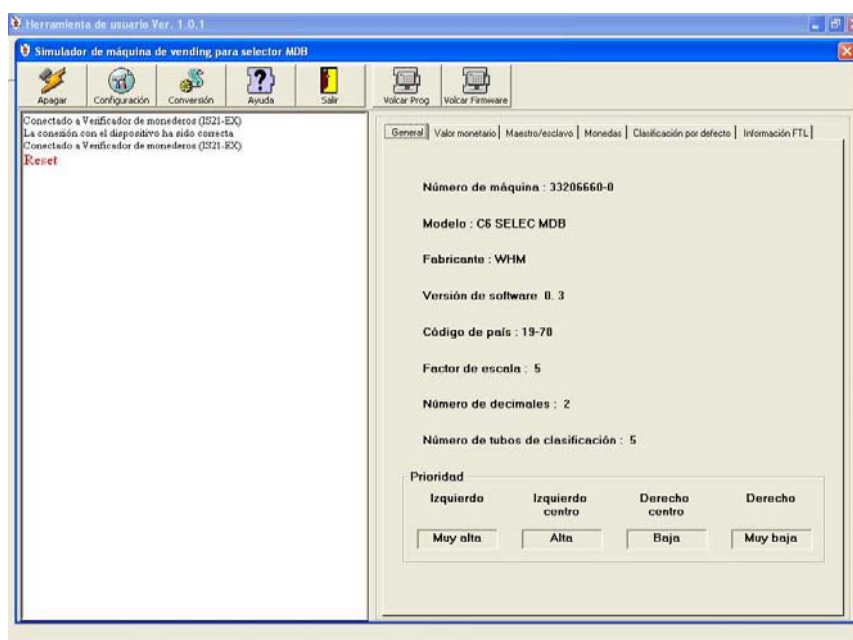 Herramienta de usuario Ver. 1.0.1
Simulador de máquina de vending para selector MDB
Apagar Configuración Conversión Ayuda Salir Volcar Prog Volcar Firmware
Conectado a Verificador de monederos (IS21-EX)
La conexión con el dispositivo ha sido correcta
Conectado a Verificador de monederos (IS21-EX)
Reset
General Valor monetario Maestro/esclavo Monedas Clasificación por defecto Información FTL
Número de máquina : 33206660-0
Modelo : C6 SELEC MDB
Fabricante : WHM
Versión de software 0. 3
Código de país : 19-78
Factor de escala : 5
Número de decimales : 2
Número de tubos de clasificación : 5
Prioridad
Izquierdo Izquierdo centro Derecho centro Derecho
Muy alta Alta Baja Muy baja